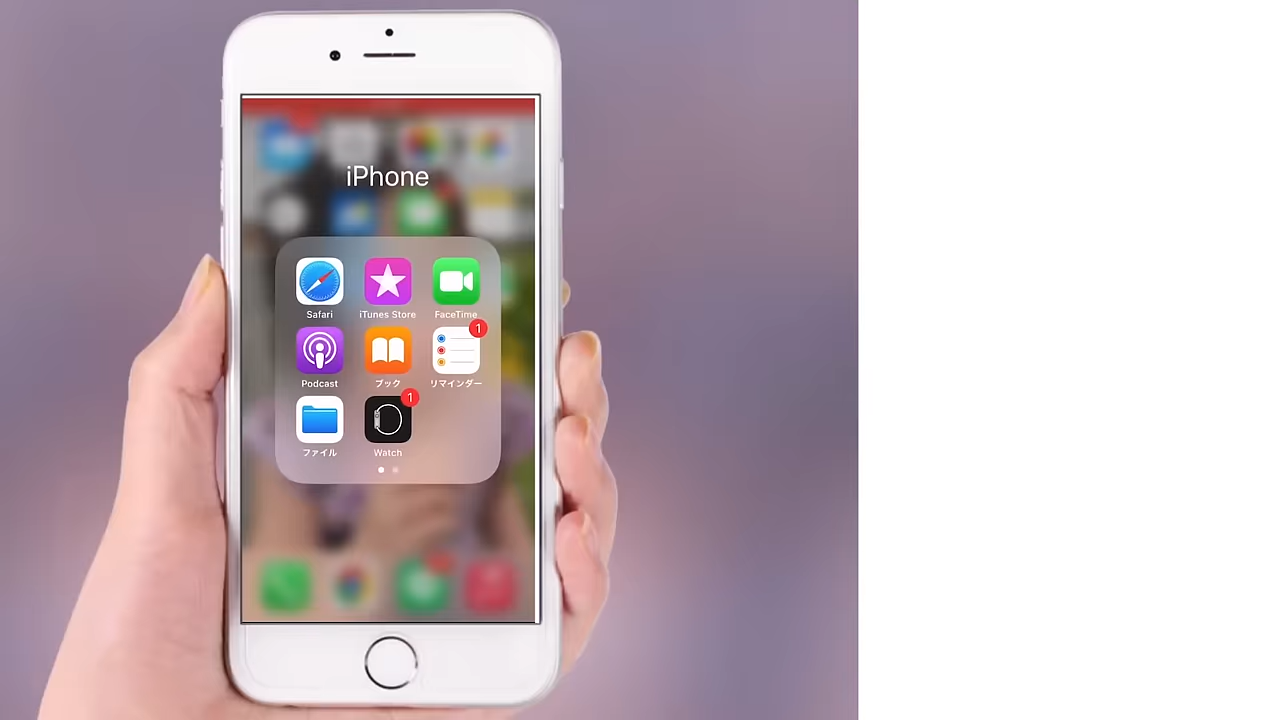 iPhone
Safari
iTunes Store
FaceTime
1
Podcast
ブック
リマインダー
1
ファイル
Watch